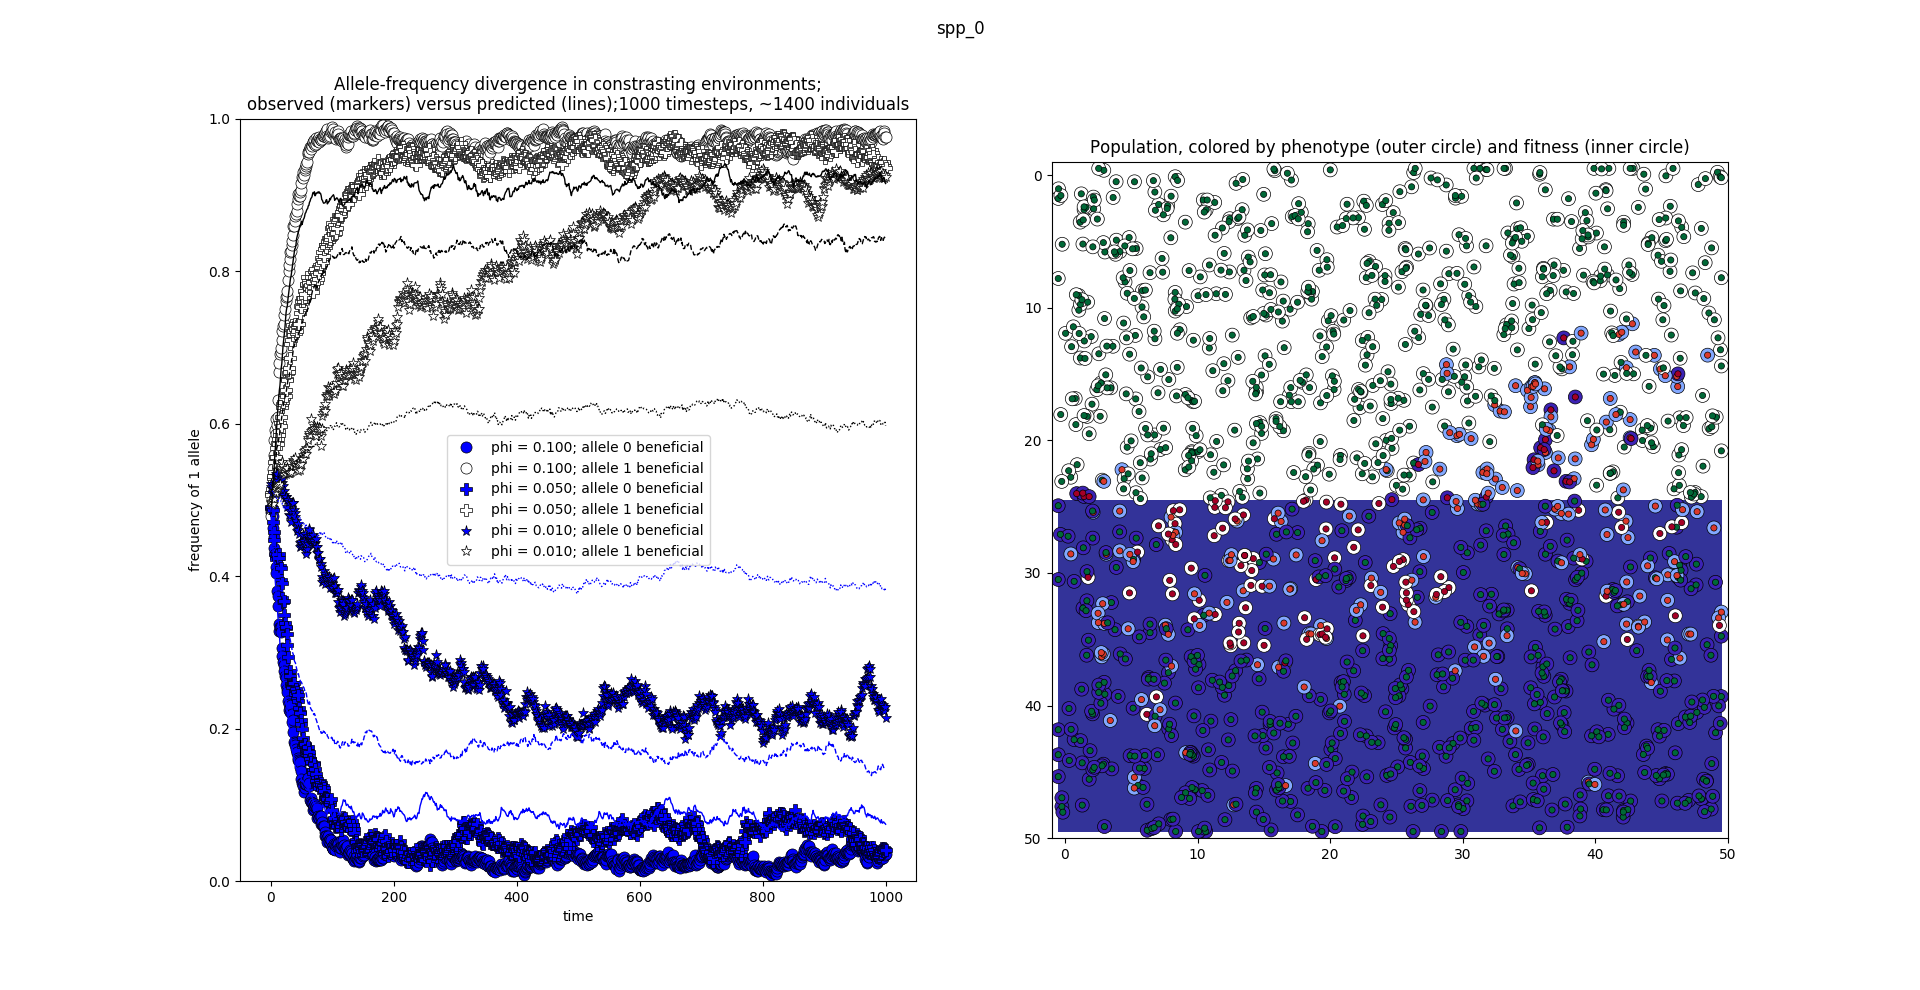 spp_0
Allele-frequency divergence in constrasting environments;
observed (markers) versus predicted (lines);1000 timesteps, ~1400 individuals
1.0
0.8
0.6
0.4
0.2
0.0
frequency of 1 allele
phi = 0.100; allele 0 beneficial
phi = 0.100; allele 1 beneficial
phi = 0.050; allele 0 beneficial
phi = 0.050; allele 1 beneficial
phi = 0.010; allele 0 beneficial
phi = 0.010; allele 1 beneficial
0 200 400 600 800 1000
time
Population, colored by phenotype (outer circle) and fitness (inner circle)
0
10
20
30
40
50
0 10 20 30 40 50